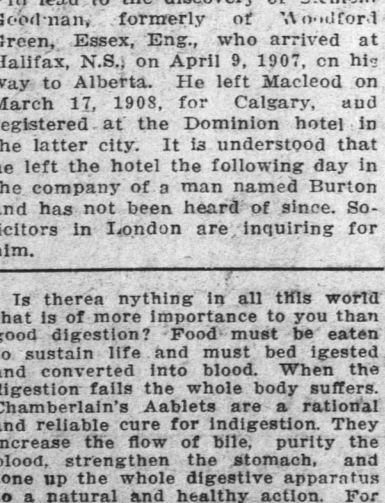 lead to the discovery of
Goodman, formerly of Woodford
Green, Essex, Eng., who arrived at
Halifax, N.S., on April 9, 1907, cn his
way to Alberta. He left Macleod on
March 17, 1908, for Calgary, and
registered at the Dominion hotel in
the latter city. It is understood that
he left the hotel the following day in
the company of a man named Burton
and has not been heard of since. So-
icitors in London are inquiring for
him.
Is therea nything in all this world
that is of more importance to you than
good digestion? Food must be eaten
to sustain life and must bed igested
and converted into blood. When the
digestion fails the whole body suffers.
Chamberlain's Aablets are a rational
and reliable cure for indigestion. They
increase the flow of bile, purity the
blood, strengthen the stomach, and
tone up the whole digestive apparatus
to a natural and healthy action. For